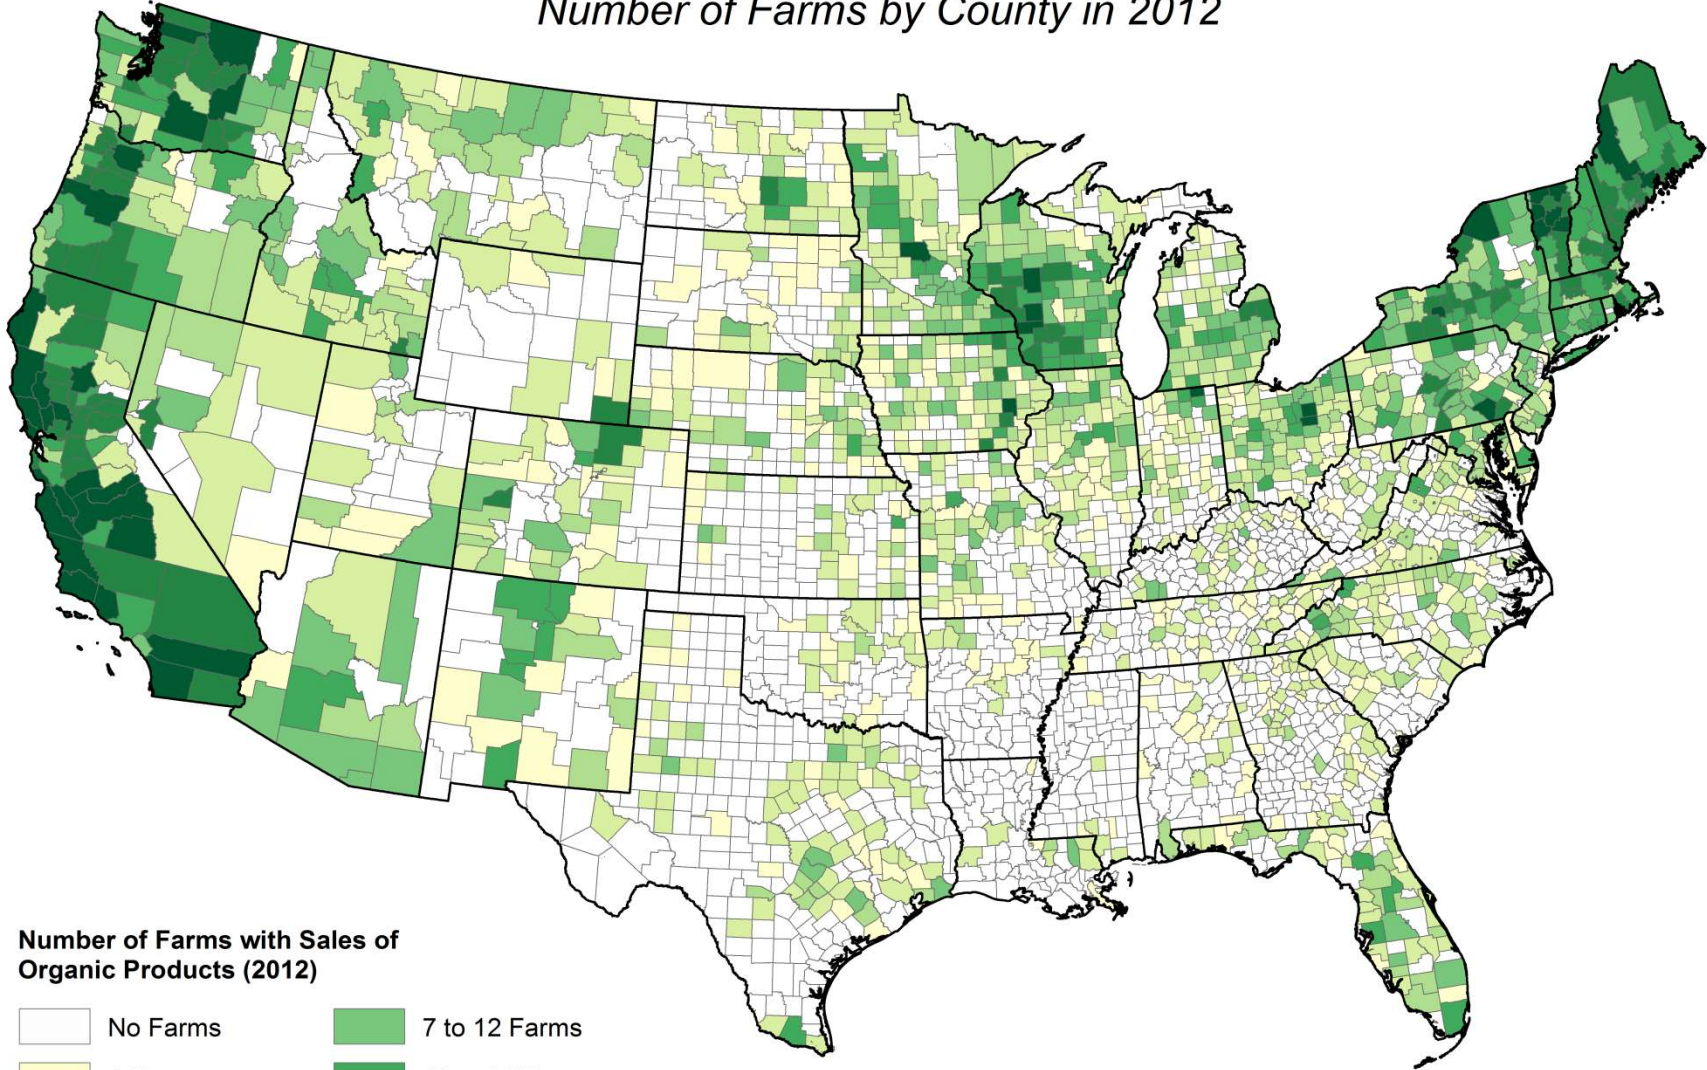 Number of Farms by County in 2012
Number of Farms with Sales of
Organic Products (2012)
No Farms
7 to 12 Farms